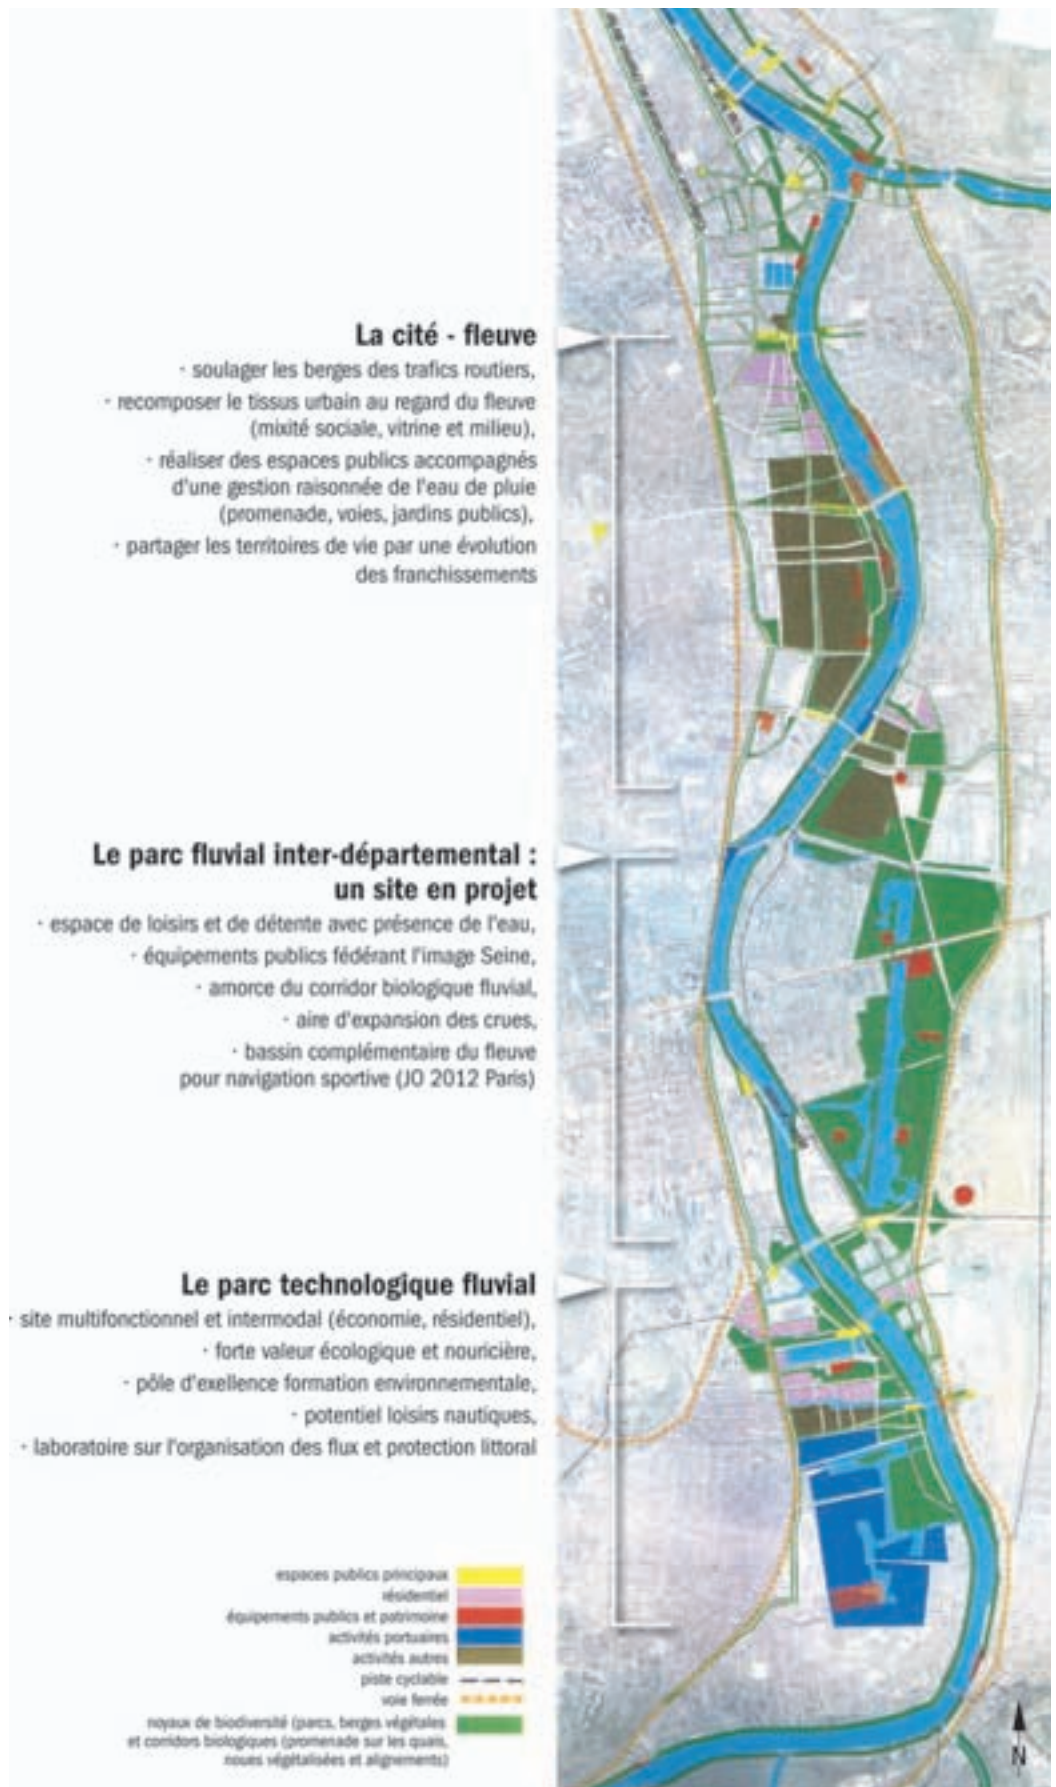 La cité - fleuve
· soulager les berges des trafics routiers,
· recomposer le tissus urbain au regard du fleuve
(mixité sociale, vitrine et milieu),
· réaliser des espaces publics accompagnés
d'une gestion raisonnée de l'eau de pluie
(promenade, voies, jardins publics),
· partager les territoires de vie par une évolution
des franchissements
Le parc fluvial inter-départemental :
un site en projet
· espace de loisirs et de détente avec présence de l'eau,
· équipements publics fédérant l'image Seine,
· amorce du corridor biologique fluvial,
· aire d'expansion des crues,
· bassin complémentaire du fleuve
pour navigation sportive (JO 2012 Paris)
Le parc technologique fluvial
· site multifonctionnel et intermodal (économie, résidentiel),
· forte valeur écologique et nouricière,
· pôle d'exellence formation environnementale,
· potentiel loisirs nautiques,
· laboratoire sur l'organisation des flux et protection littoral
espaces publics principaux
résidentiel
équipements publics et patrimoine
activités portuaires
activités autres
piste cyclable
voie ferrée
noyaux de biodiversité (parcs, berges végétales
et corridors biologiques (promenade sur les quais,
noues végétalisées et alignements)
N